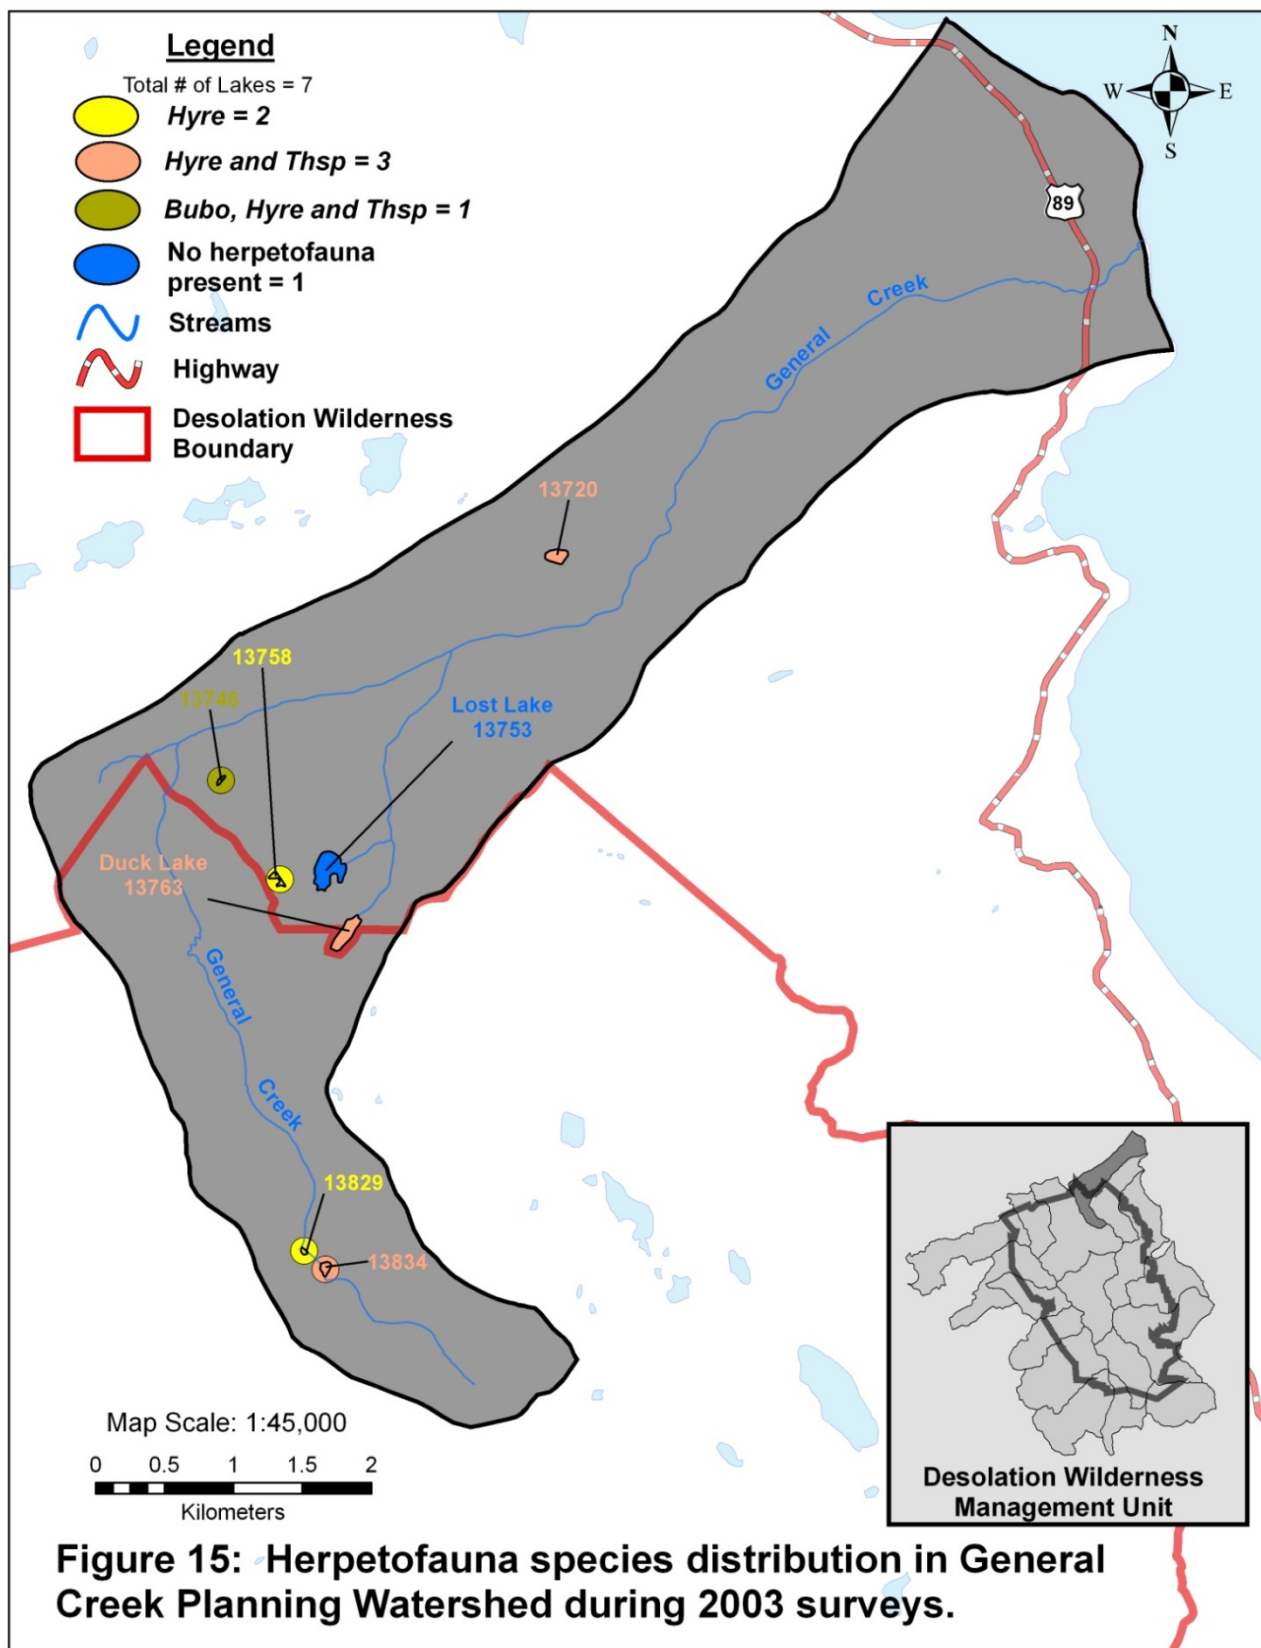 Legend
Total # of Lakes = 7
Hyre = 2
Hyre and Thsp = 3
Bubo, Hyre and Thsp = 1
No herpetofauna
present = 1
Streams
Highway
Desolation Wilderness
Boundary
N
W
E
S
89
General
Creek
13720
13758
13746
Lost Lake
13753
Duck Lake
13763
General
Creek
13829
13834
Map Scale: 1:45,000
0 0.5 1 1.5 2
Kilometers
Desolation Wilderness
Management Unit
Figure 15: Herpetofauna species distribution in General
Creek Planning Watershed during 2003 surveys.